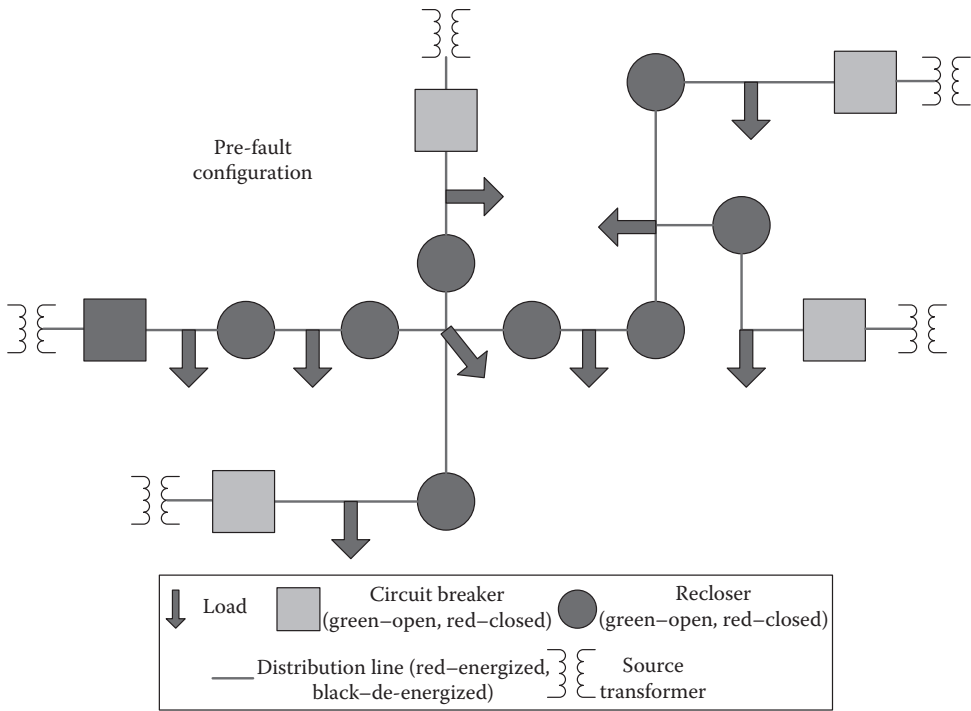 Pre-fault
configuration
Load
Circuit breaker
(green–open, red–closed)
Recloser
(green–open, red–closed)
Distribution line (red–energized,
black–de-energized)
Source
transformer